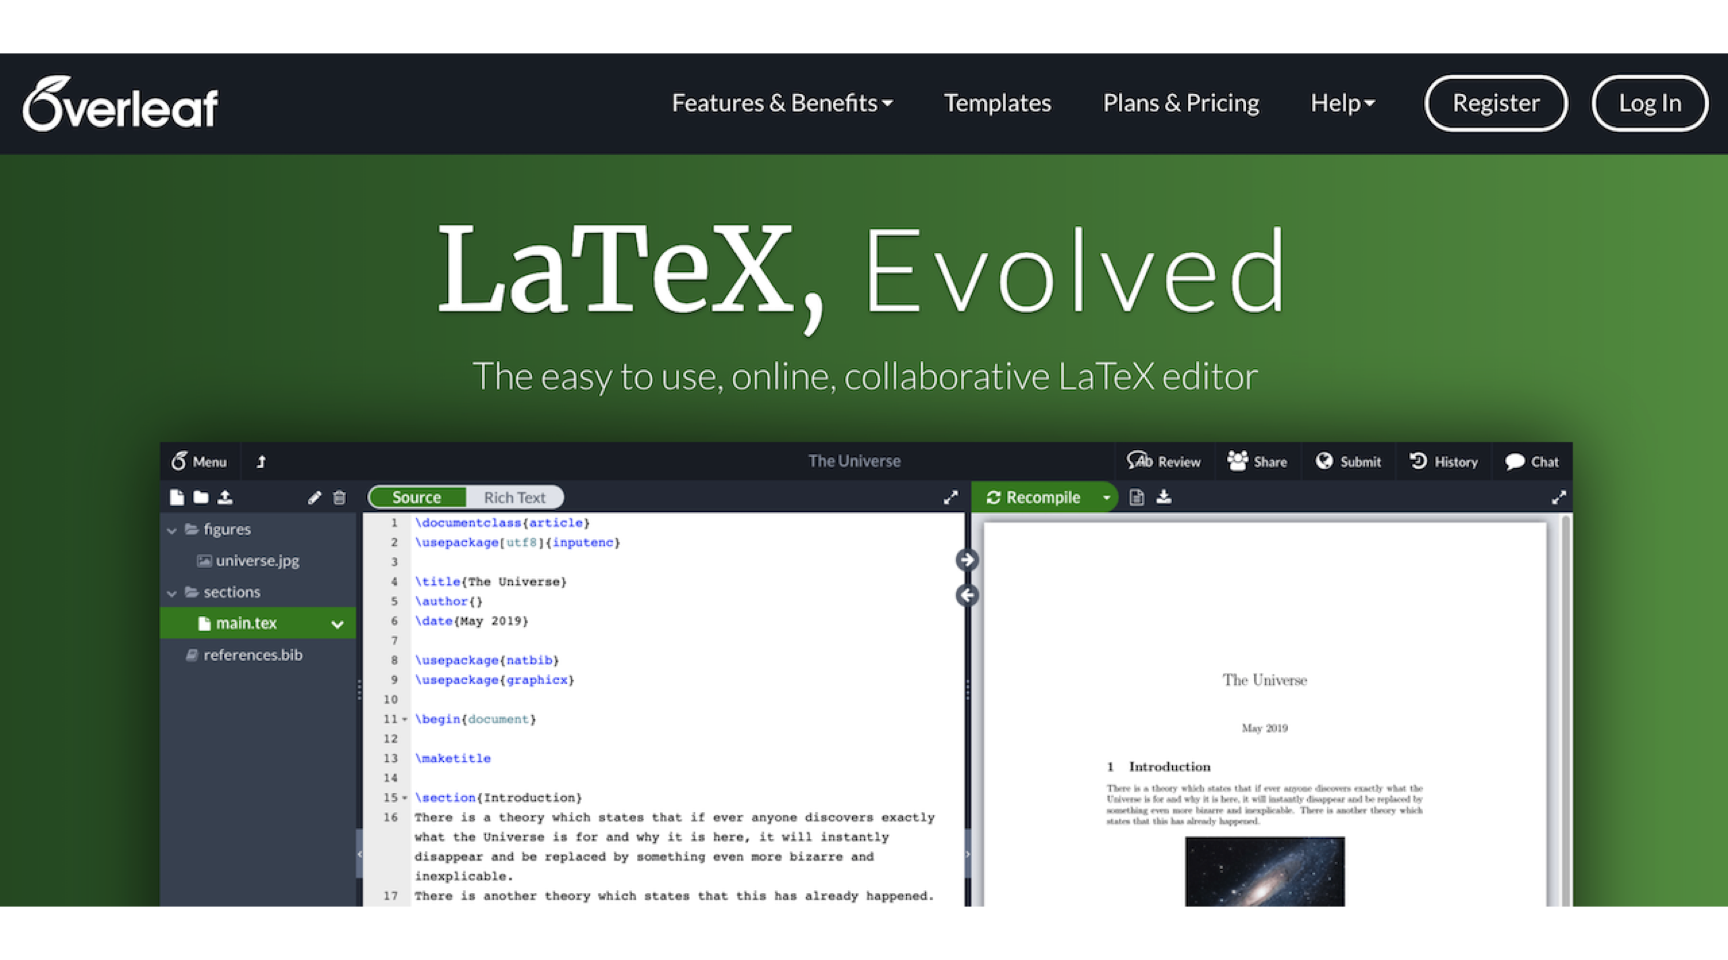 Overleaf
Features & Benefits
Templates
Plans & Pricing
Help
Register
Log In
LaTeX, Evolved
The easy to use, online, collaborative LaTeX editor
Menu
The Universe
Review
Share
Submit
History
Chat
Source
Rich Text
Recompile
figures
universe.jpg
sections
main.tex
references.bib
1 \documentclass{article}
2 \usepackage[utf8]{inputenc}
3
4 \title{The Universe}
5 \author{}
6 \date{May 2019}
7
8 \usepackage{natbib}
9 \usepackage{graphicx}
10
11 \begin{document}
12
13 \maketitle
14
15 \section{Introduction}
16 There is a theory which states that if ever anyone discovers exactly
what the Universe is for and why it is here, it will instantly
disappear and be replaced by something even more bizarre and
inexplicable.
17 There is another theory which states that this has already happened.
The Universe
May 2019
1 Introduction
There is a theory which states that if ever anyone discovers exactly what the
Universe is for and why it is here, it will instantly disappear and be replaced by
something even more bizarre and inexplicable. There is another theory which
states that this has already happened.